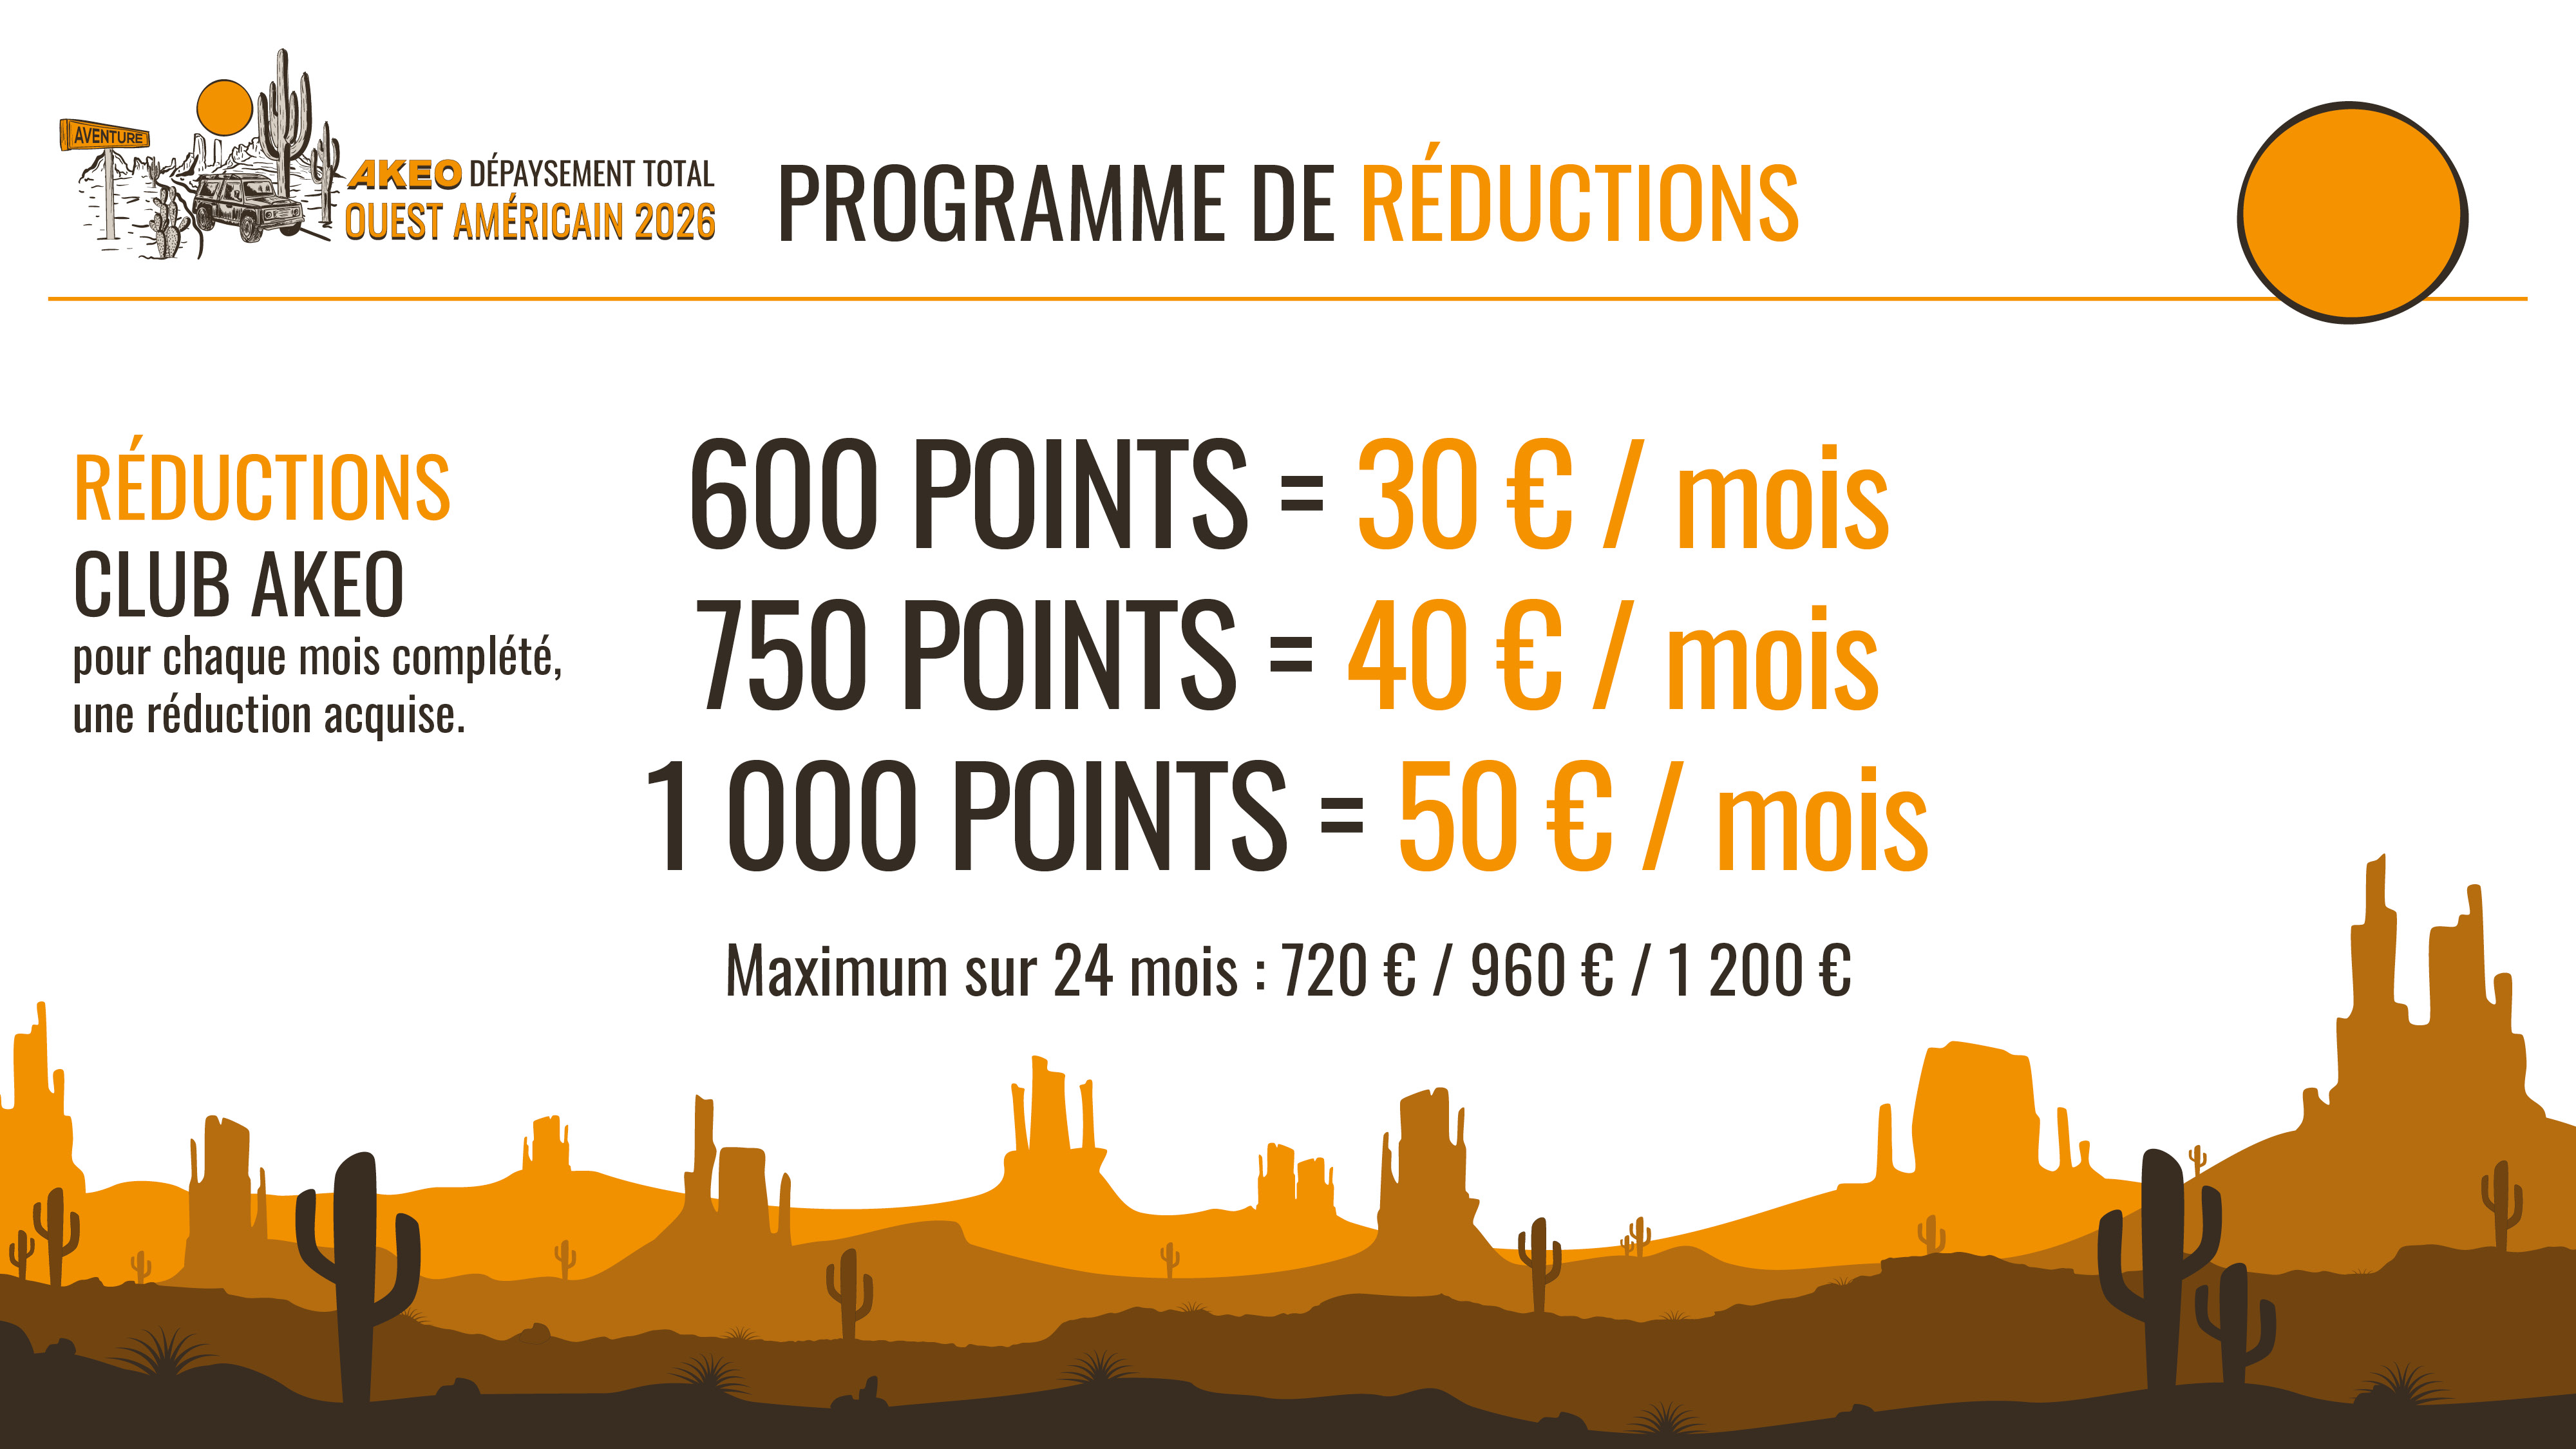 AVENTURE
AKEO DÉPAYSEMENT TOTAL
OUEST AMÉRICAIN 2026
PROGRAMME DE RÉDUCTIONS
RÉDUCTIONS
CLUB AKEO
pour chaque mois complété,
une réduction acquise.
600 POINTS = 30 € / mois
750 POINTS = 40 € / mois
1 000 POINTS = 50 € / mois
Maximum sur 24 mois : 720 € / 960 € / 1 200 €